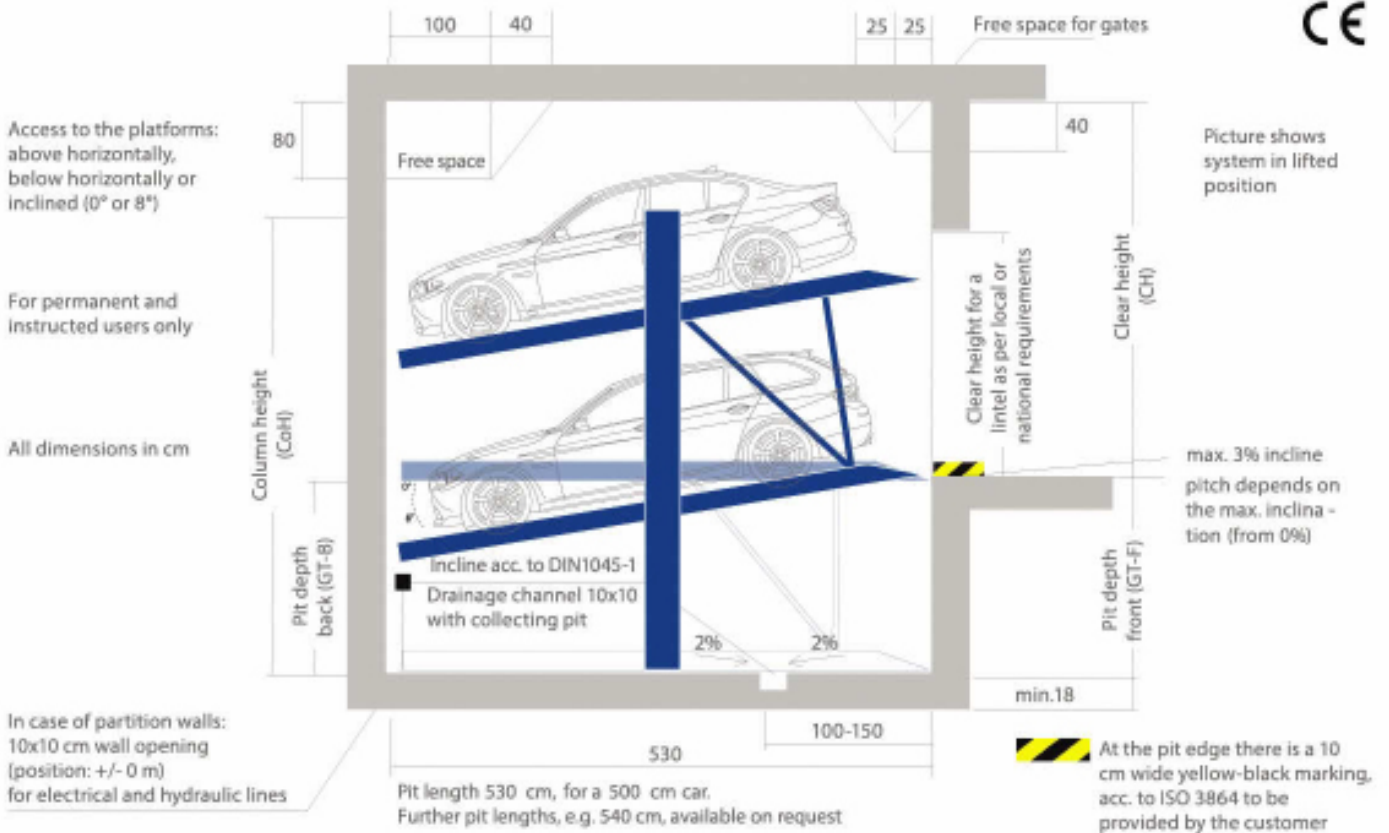 100
40
25
25
Free space for gates
CE
Access to the platforms:
above horizontally,
below horizontally or
inclined (0° or 8°)
80
Free space
40
Picture shows
system in lifted
position
For permanent and
instructed users only
All dimensions in cm
Column height
(CoH)
Clear height for a
lintel as per local or
national requirements
Clear height
(CH)
max. 3% incline
pitch depends on
the max. inclina -
tion (from 0%)
Pit depth
back (GT-B)
Incline acc. to DIN1045-1
Drainage channel 10x10
with collecting pit
2%
2%
Pit depth
front (GT-F)
min.18
In case of partition walls:
10x10 cm wall opening
(position: +/- 0 m)
for electrical and hydraulic lines
100-150
530
Pit length 530 cm, for a 500 cm car.
Further pit lengths, e.g. 540 cm, available on request
At the pit edge there is a 10
cm wide yellow-black marking,
acc. to ISO 3864 to be
provided by the customer